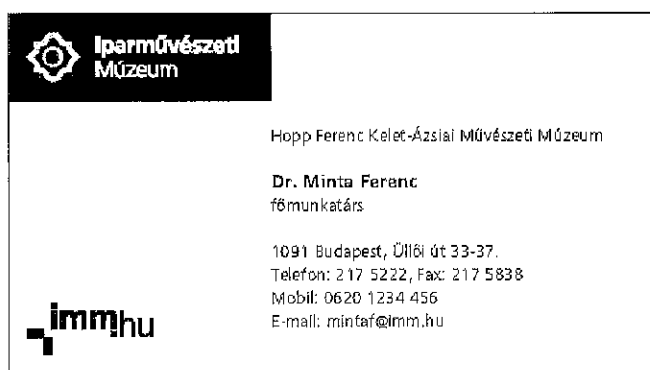 Iparművészeti
Múzeum
Hopp Ferenc Kelet-Ázsiai Művészeti Múzeum
Dr. Minta Ferenc
főmunkatárs
1091 Budapest, Üllői út 33-37.
Telefon: 217 5222, Fax: 217 5838
Mobil: 0620 1234 456
E-mail: mintaf@imm.hu
imm.hu